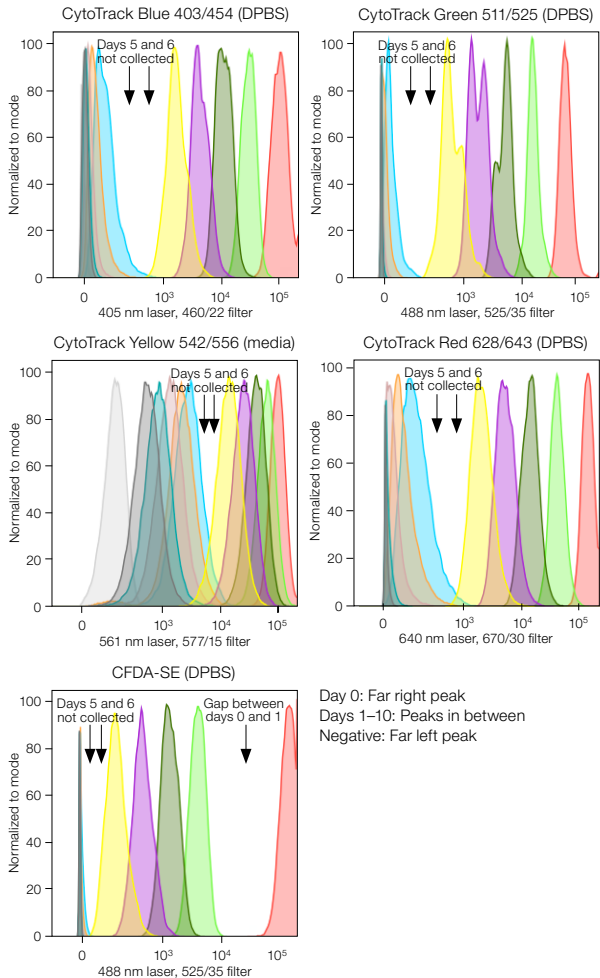 CytoTrack Blue 403/454 (DPBS)
Days 5 and 6
not collected
Normalized to mode
100
80
60
40
20
0
0 10³ 10⁴ 10⁵
405 nm laser, 460/22 filter
CytoTrack Green 511/525 (DPBS)
Days 5 and 6
not collected
Normalized to mode
100
80
60
40
20
0
0 10³ 10⁴ 10⁵
488 nm laser, 525/35 filter
CytoTrack Yellow 542/556 (media)
Days 5 and 6
not collected
Normalized to mode
100
80
60
40
20
0
0 10³ 10⁴ 10⁵
561 nm laser, 577/15 filter
CytoTrack Red 628/643 (DPBS)
Days 5 and 6
not collected
Normalized to mode
100
80
60
40
20
0
0 10³ 10⁴ 10⁵
640 nm laser, 670/30 filter
CFDA-SE (DPBS)
Days 5 and 6
not collected
Gap between
days 0 and 1
Normalized to mode
100
80
60
40
20
0
0 10³ 10⁴ 10⁵
488 nm laser, 525/35 filter
Day 0: Far right peak
Days 1–10: Peaks in between
Negative: Far left peak